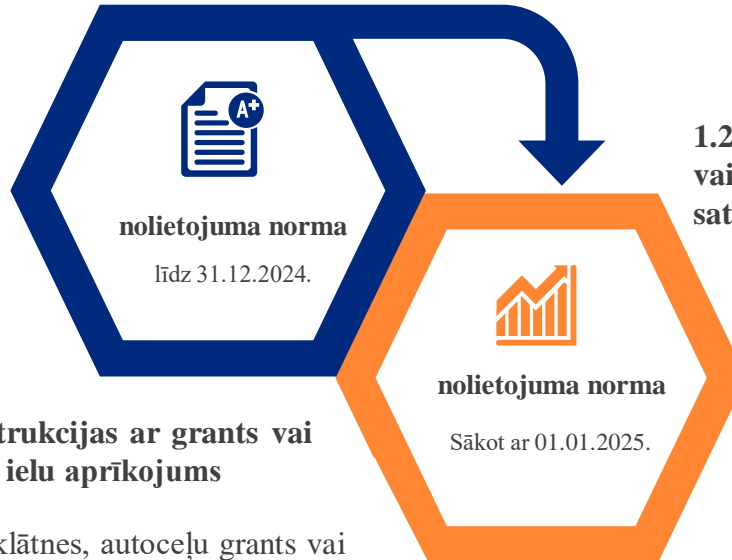 A+
nolietojuma norma
līdz 31.12.2024.
1.2
vai
sat
nolietojuma norma
Sākot ar 01.01.2025.
trukcijas ar grants vai
ielu aprīkojums
klātnes, autoceļu grants vai